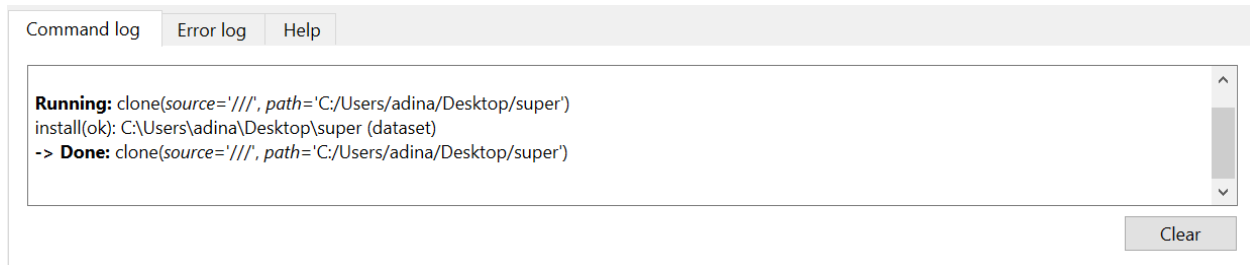 Command log Error log Help
Running: clone(source='///', path='C:/Users/adina/Desktop/super')
install(ok): C:\Users\adina\Desktop\super (dataset)
-> Done: clone(source='///', path='C:/Users/adina/Desktop/super')
Clear